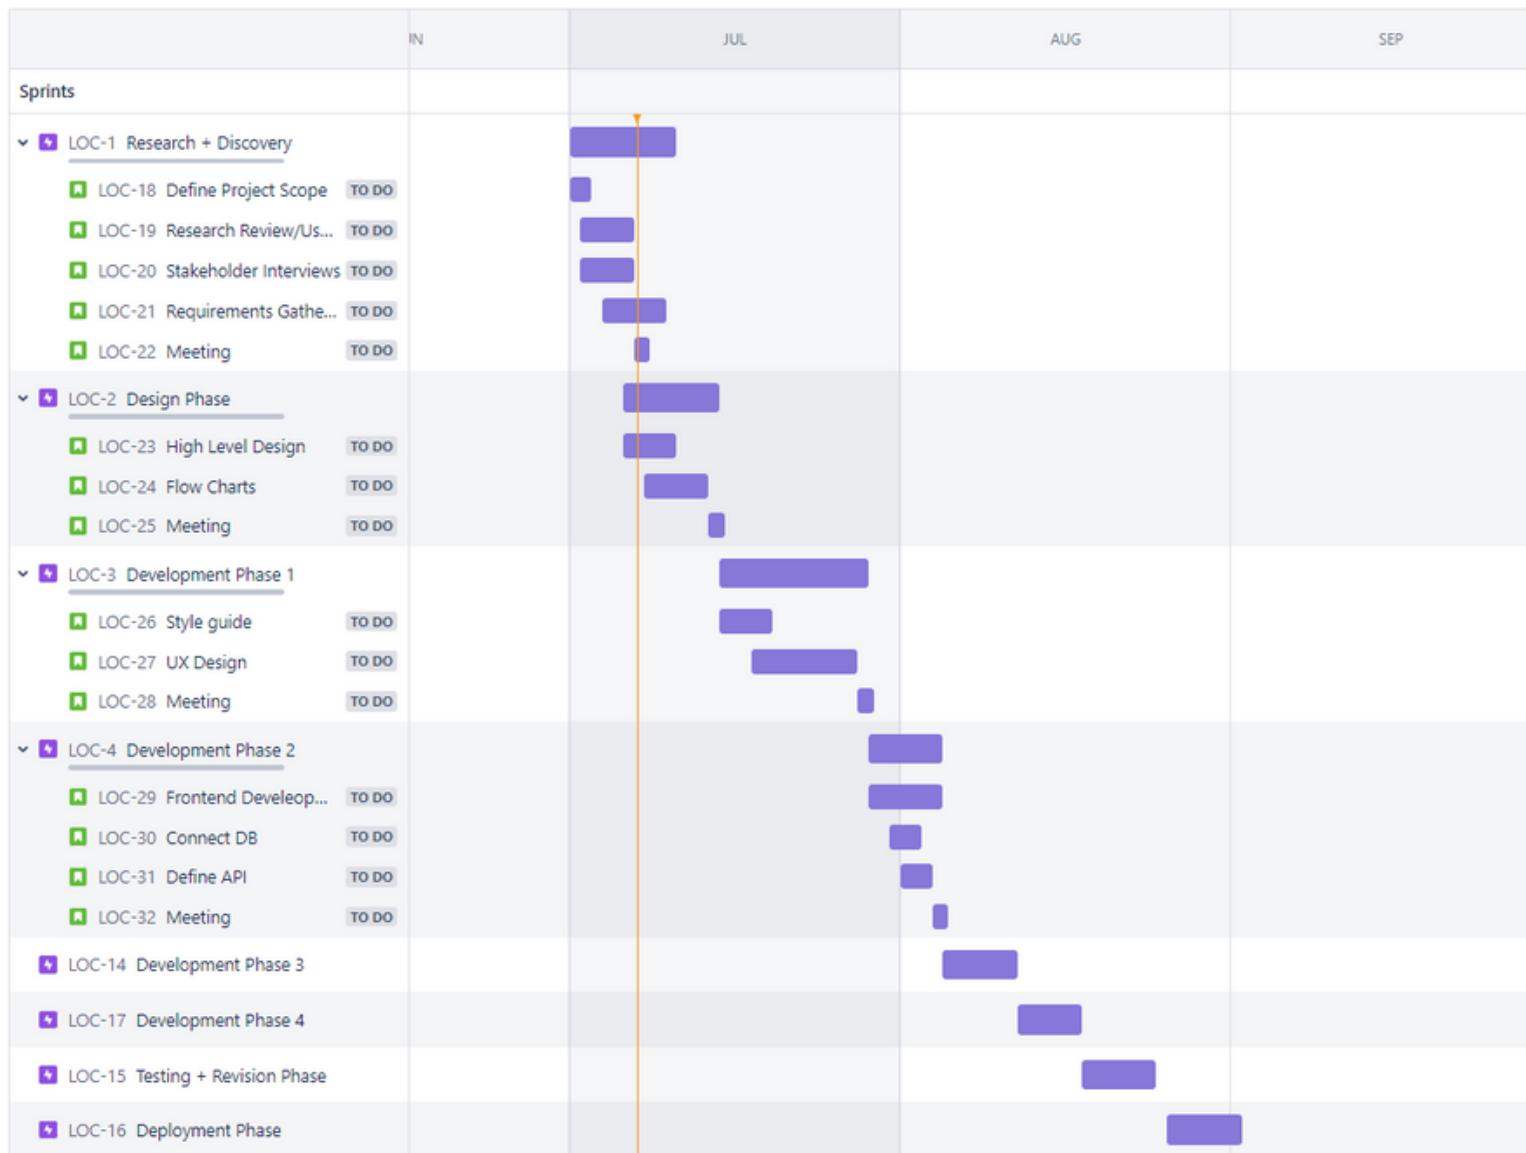 JUL AUG SEP
Sprints
LOC-1 Research + Discovery
LOC-18 Define Project Scope TO DO
LOC-19 Research Review/Us... TO DO
LOC-20 Stakeholder Interviews TO DO
LOC-21 Requirements Gathe... TO DO
LOC-22 Meeting TO DO
LOC-2 Design Phase
LOC-23 High Level Design TO DO
LOC-24 Flow Charts TO DO
LOC-25 Meeting TO DO
LOC-3 Development Phase 1
LOC-26 Style guide TO DO
LOC-27 UX Design TO DO
LOC-28 Meeting TO DO
LOC-4 Development Phase 2
LOC-29 Frontend Develeop... TO DO
LOC-30 Connect DB TO DO
LOC-31 Define API TO DO
LOC-32 Meeting TO DO
LOC-14 Development Phase 3
LOC-17 Development Phase 4
LOC-15 Testing + Revision Phase
LOC-16 Deployment Phase